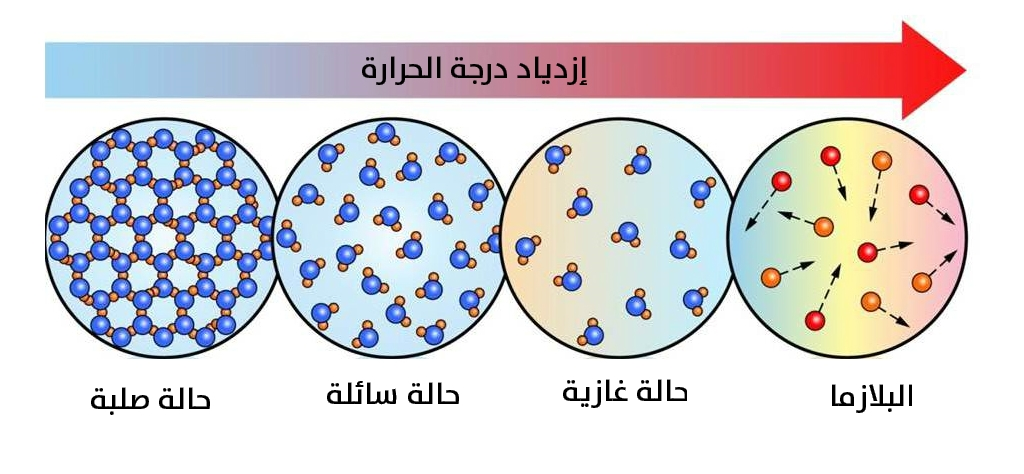 إزدياد درجة الحرارة
حالة صلبة
حالة سائلة
حالة غازية
البلازما